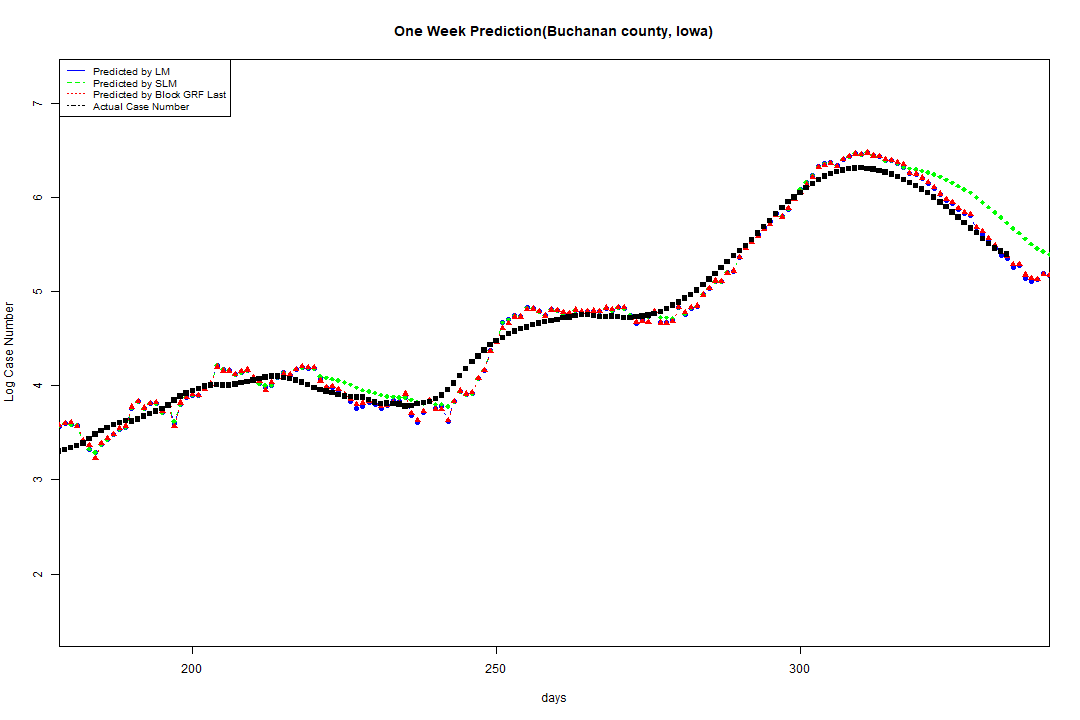 One Week Prediction(Buchanan county, Iowa)
Predicted by LM
Predicted by SLM
Predicted by Block GRF Last
Actual Case Number
7
6
5
4
3
2
Log Case Number
200 250 300
days